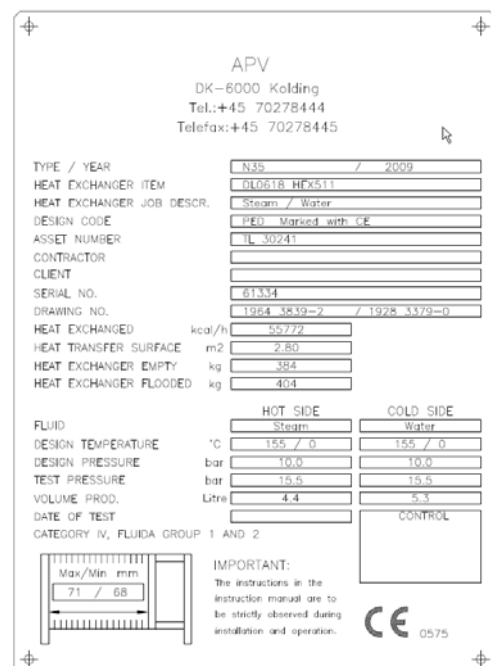 APV
DK-6000 Kolding
Tel.:+45 70278444
Telefax:+45 70278445
TYPE / YEAR N35 / 2009
HEAT EXCHANGER ITEM DL0618 HEX511
HEAT EXCHANGER JOB DESCR. Steam / Water
DESIGN CODE PED Marked with CE
ASSET NUMBER TL 30241
CONTRACTOR
CLIENT
SERIAL NO. 61334
DRAWING NO. 1964 3839-2 / 1928 3379-0
HEAT EXCHANGED kcal/h 55772
HEAT TRANSFER SURFACE m2 2.80
HEAT EXCHANGER EMPTY kg 384
HEAT EXCHANGER FLOODED kg 404
HOT SIDE COLD SIDE
FLUID Steam Water
DESIGN TEMPERATURE °C 155 / 0 155 / 0
DESIGN PRESSURE bar 10.0 10.0
TEST PRESSURE bar 15.5 15.5
VOLUME PROD. Litre 4.4 5.3
DATE OF TEST CONTROL
CATEGORY IV, FLUIDA GROUP 1 AND 2
Max/Min mm
71 / 68
IMPORTANT:
The instructions in the
instruction manual are to
be strictly observed during
installation and operation.
CE 0575